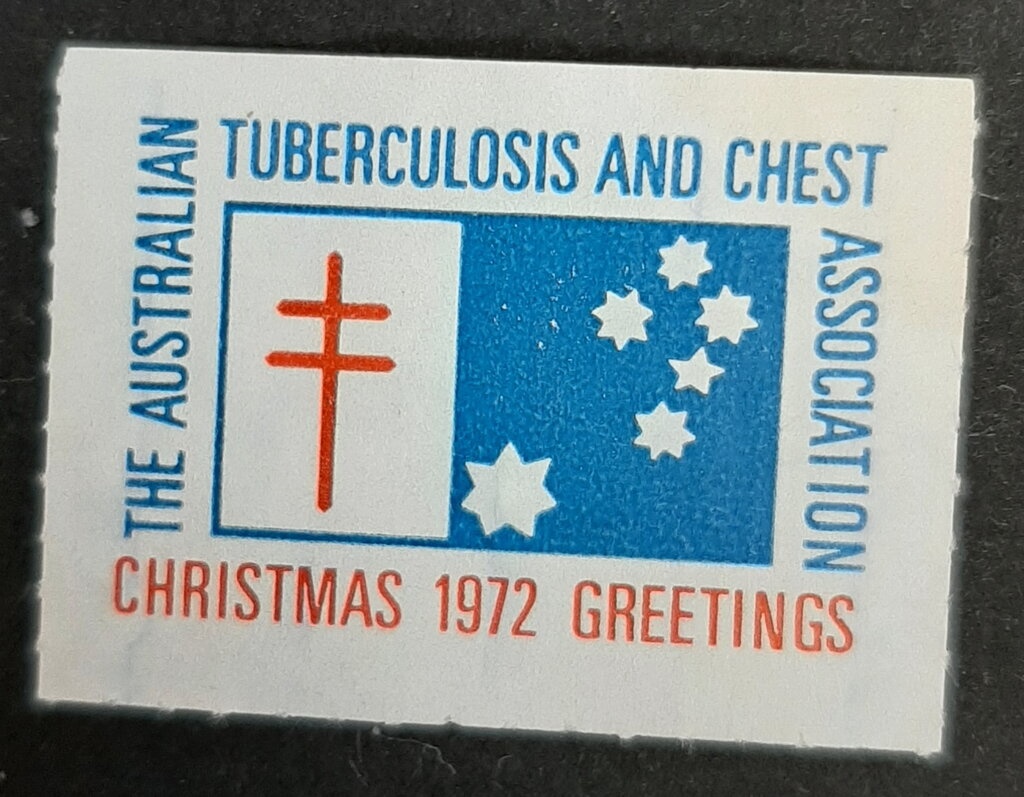 THE AUSTRALIAN
TUBERCULOSIS AND CHEST
ASSOCIATION
CHRISTMAS 1972 GREETINGS